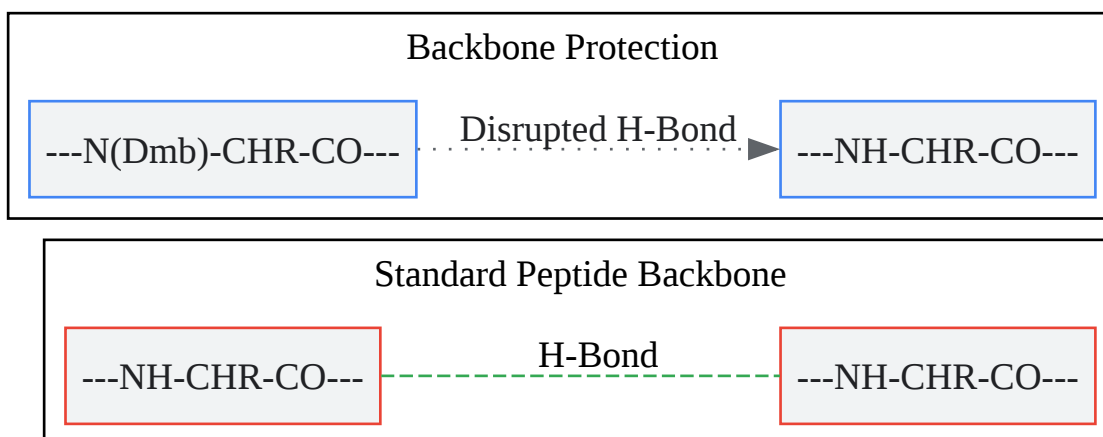 Backbone Protection
---N(Dmb)-CHR-CO---
Disrupted H-Bond
---NH-CHR-CO---
Standard Peptide Backbone
---NH-CHR-CO---
H-Bond
---NH-CHR-CO---